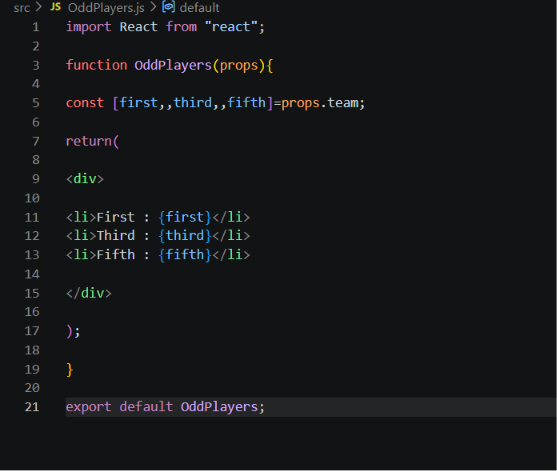 src > JS OddPlayers.js > default
1 import React from "react";
2
3 function OddPlayers(props){
4
5 const [first,,third,,fifth]=props.team;
6
7 return(
8
9 <div>
10
11 <li>First : {first}</li>
12 <li>Third : {third}</li>
13 <li>Fifth : {fifth}</li>
14
15 </div>
16
17 );
18
19 }
20
21 export default OddPlayers;